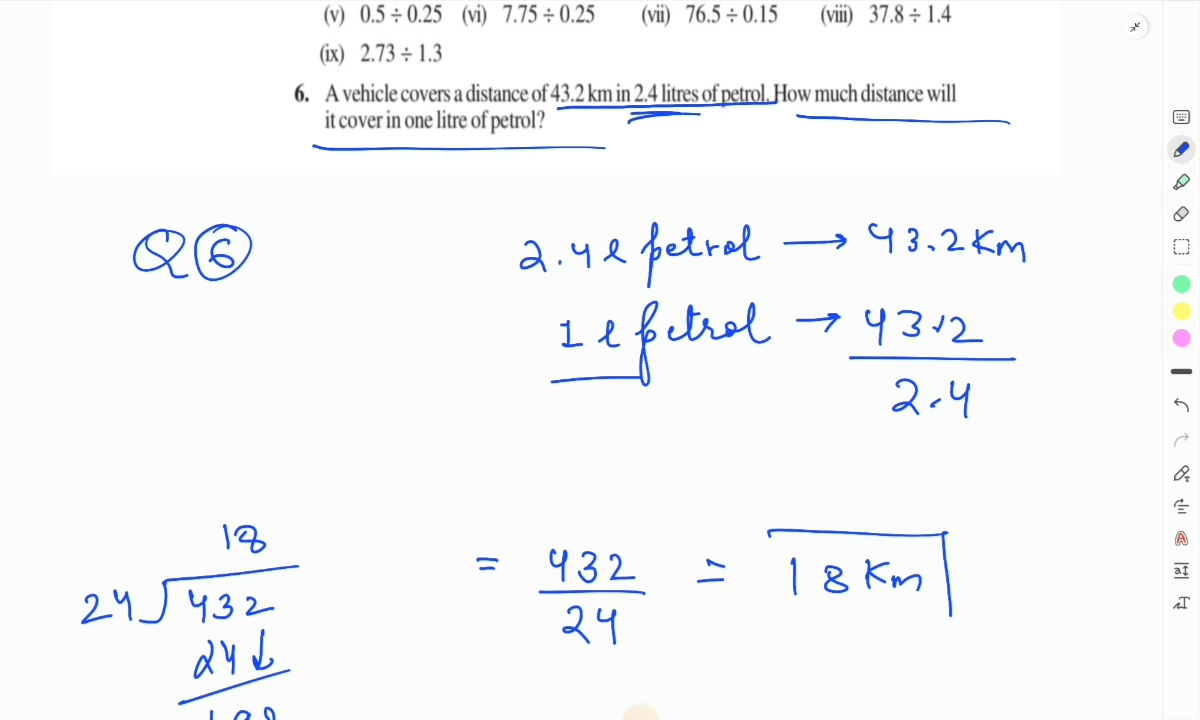 (v) 0.5 ÷ 0.25 (vi) 7.75 ÷ 0.25 (vii) 76.5 ÷ 0.15 (viii) 37.8 ÷ 1.4
(ix) 2.73 ÷ 1.3
6. A vehicle covers a distance of 43.2 km in 2.4 litres of petrol. How much distance will
it cover in one litre of petrol?
Q 6
2.4 l petrol → 43.2 Km
1 l petrol → 43.2
2.4
18
= 432 = 18 Km
24
24 432
24 ↓